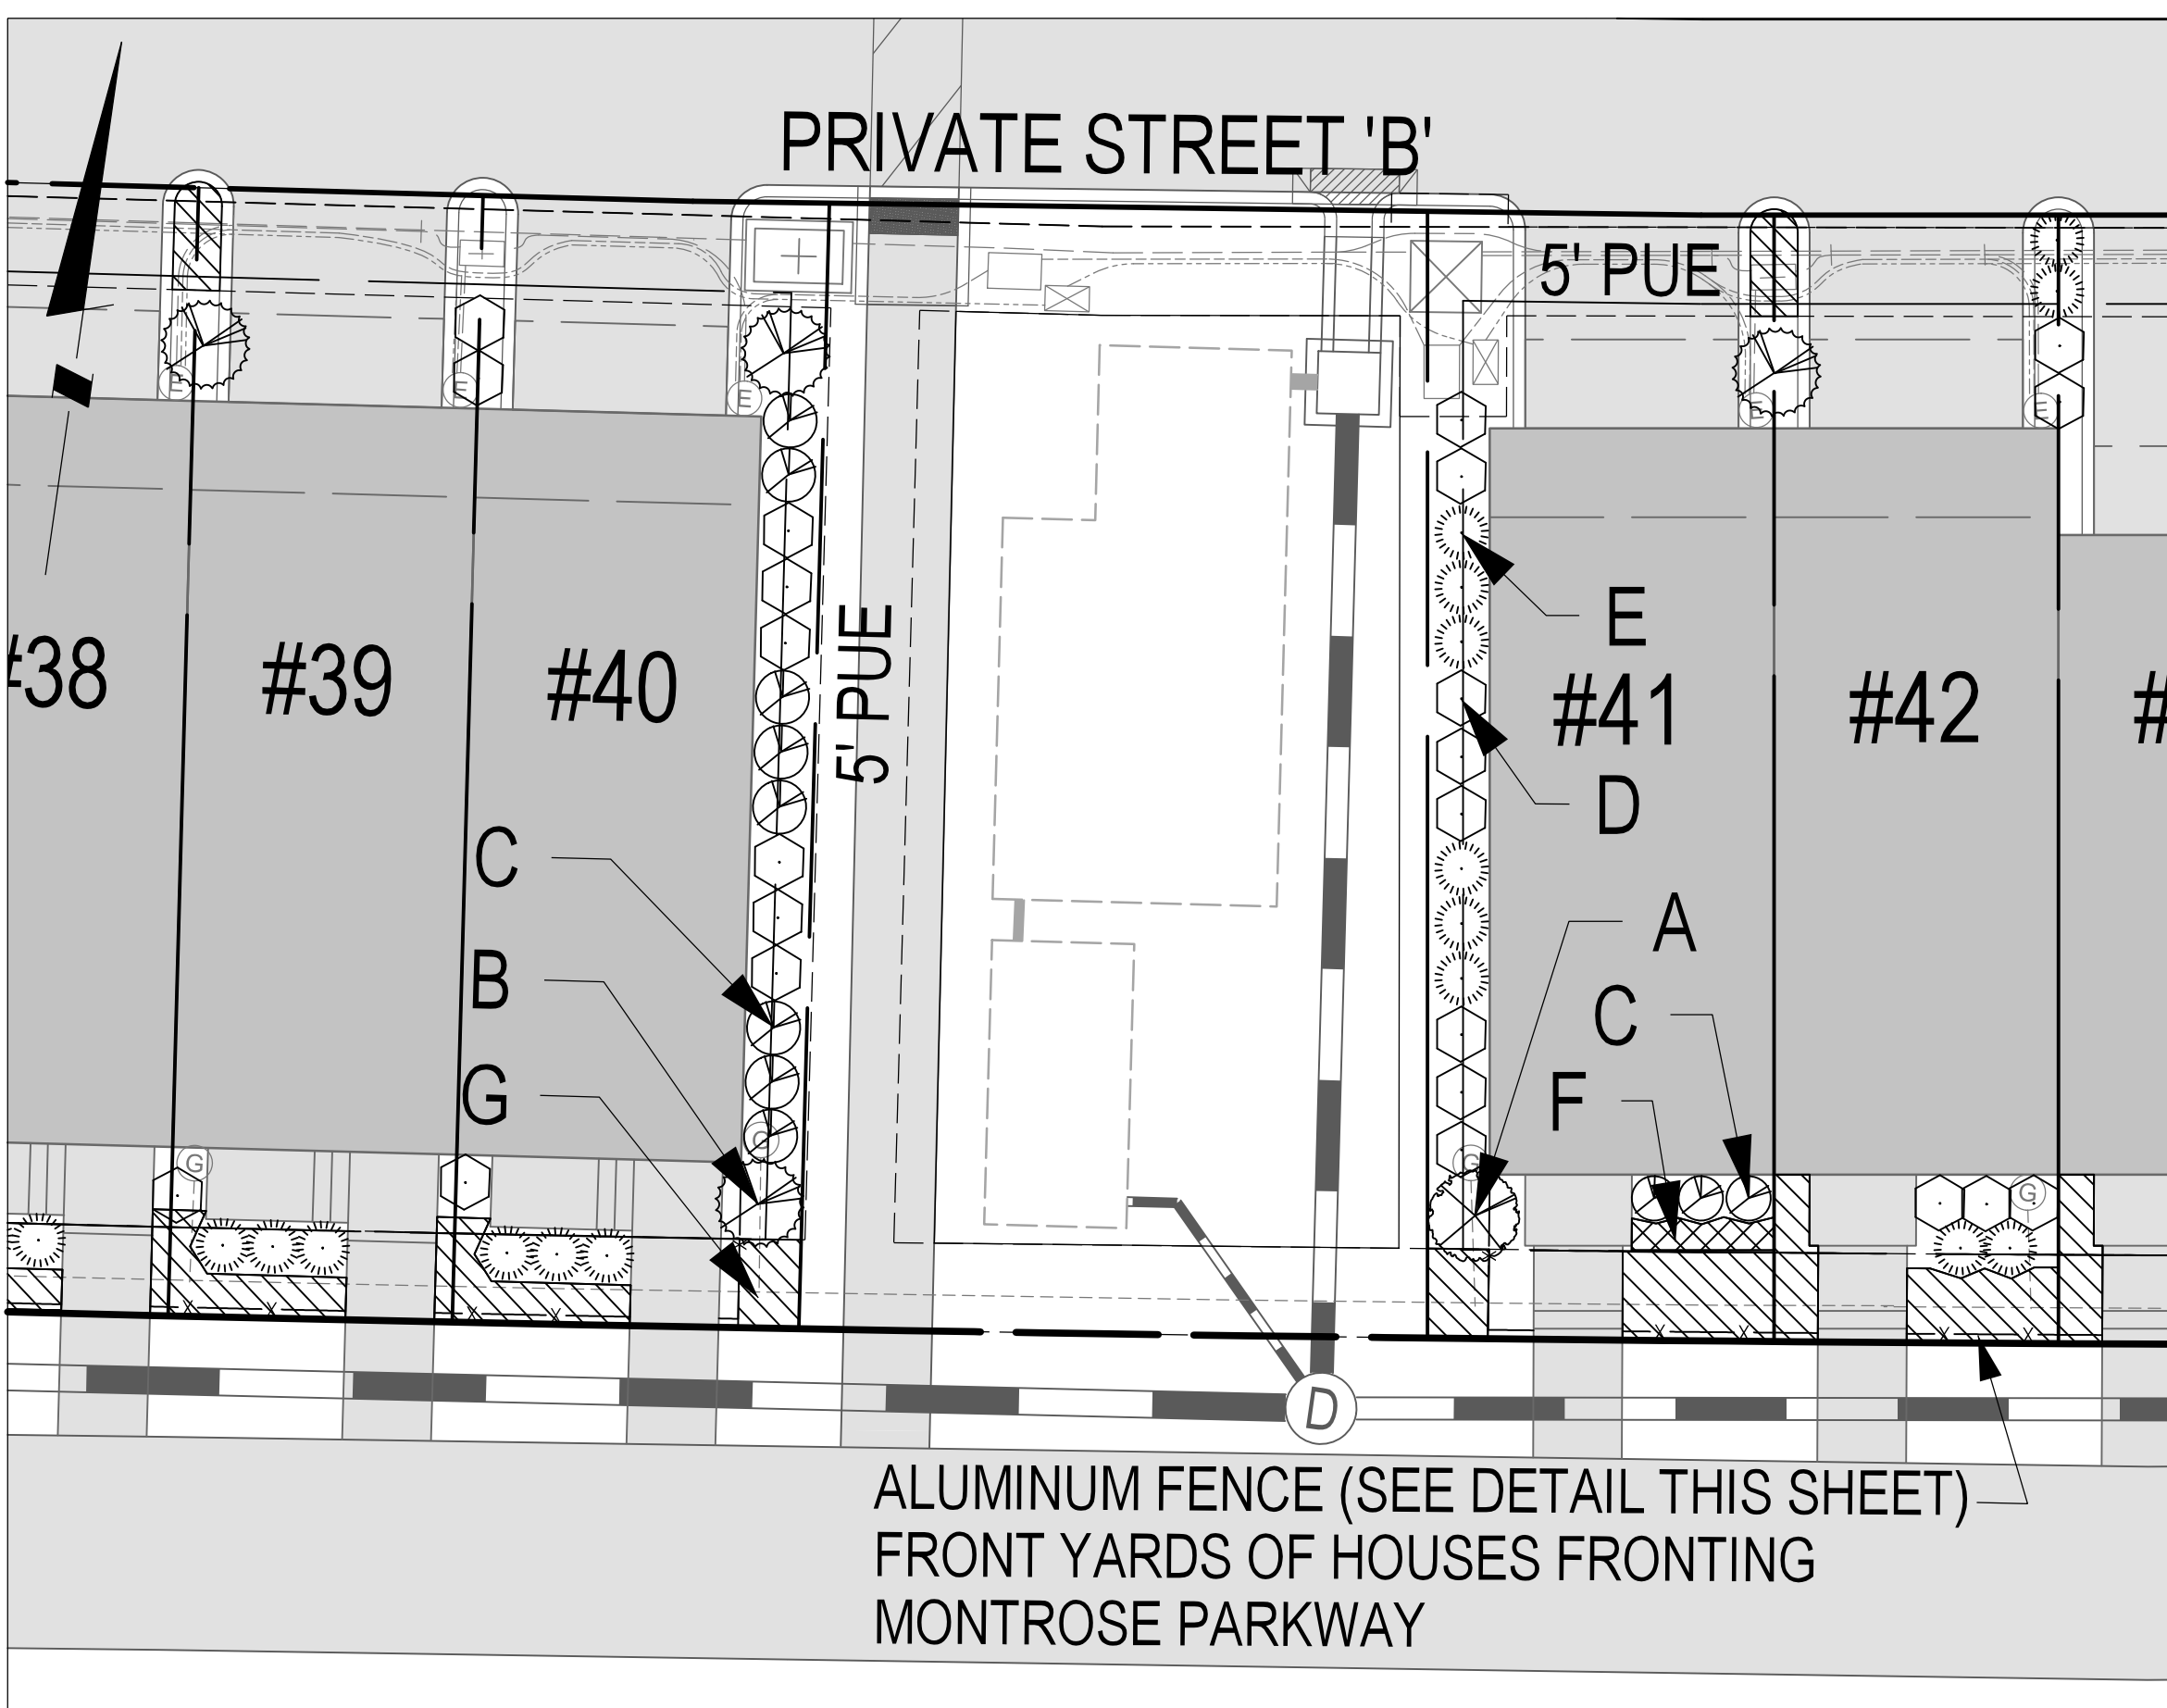 PRIVATE STREET 'B'
5' PUE
E
E
E
E
E
#38
#39
#40
5' PUE
E
#41
#42
#
D
C
A
B
C
G
F
G
G
G
G
D
ALUMINUM FENCE (SEE DETAIL THIS SHEET)
FRONT YARDS OF HOUSES FRONTING
MONTROSE PARKWAY